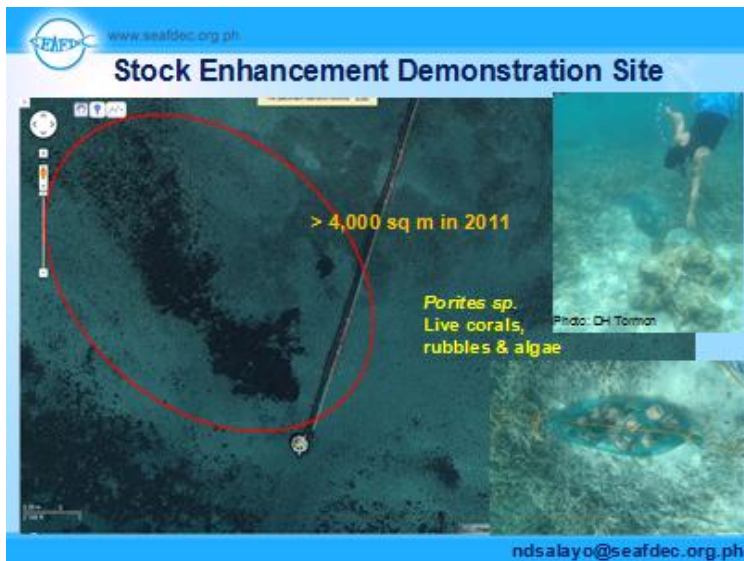 SEAFDEC
www.seafdec.org.ph
Stock Enhancement Demonstration Site
> 4,000 sq m in 2011
Porites sp.
Live corals,
rubbles & algae
Photo: DH Tormon
ndsalayo@seafdec.org.ph